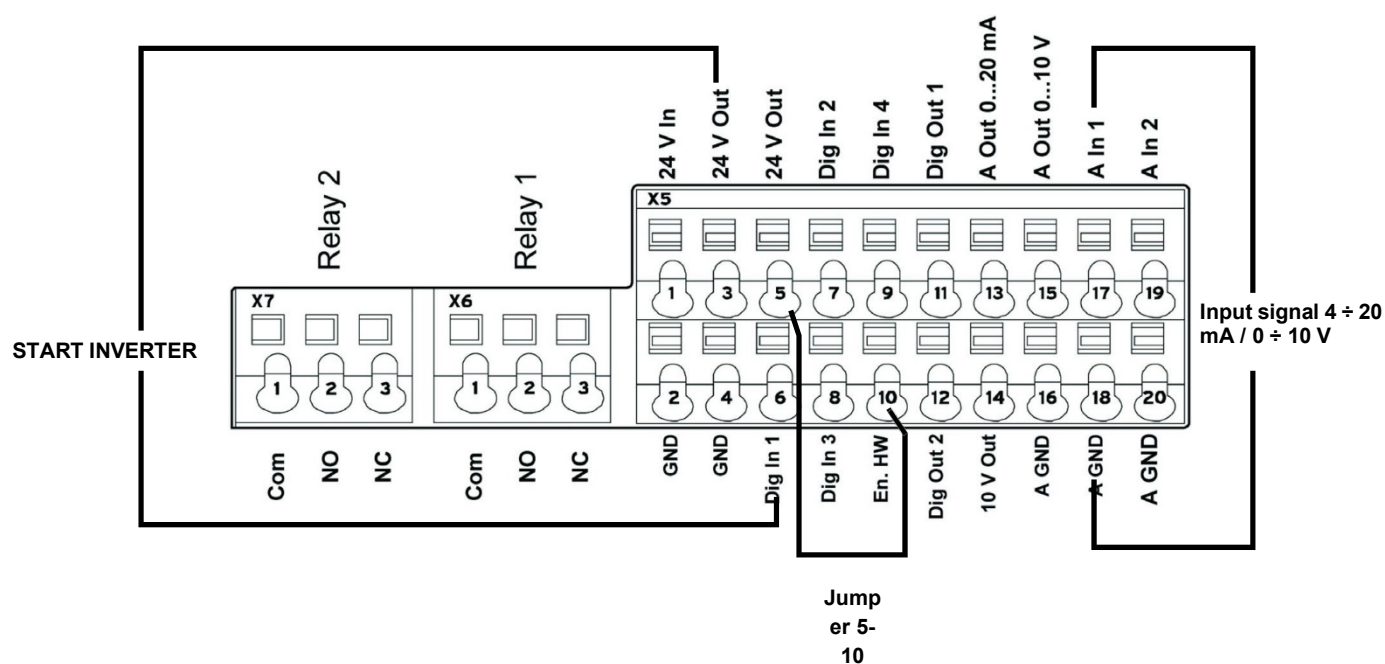 24 V In
24 V Out
24 V Out
Dig In 2
Dig In 4
Dig Out 1
A Out 0...20 mA
A Out 0...10 V
A In 1
A In 2
Relay 2
Relay 1
X5
1 3 5 7 9 11 13 15 17 19
X7
X6
START INVERTER
Input signal 4 ÷ 20
mA / 0 ÷ 10 V
1 2 3
1 2 3
2 4 6 8 10 12 14 16 18 20
Com
NO
NC
Com
NO
NC
GND
GND
Dig In 1
Dig In 3
En. HW
Dig Out 2
10 V Out
A GND
A GND
A GND
Jump
er 5-
10